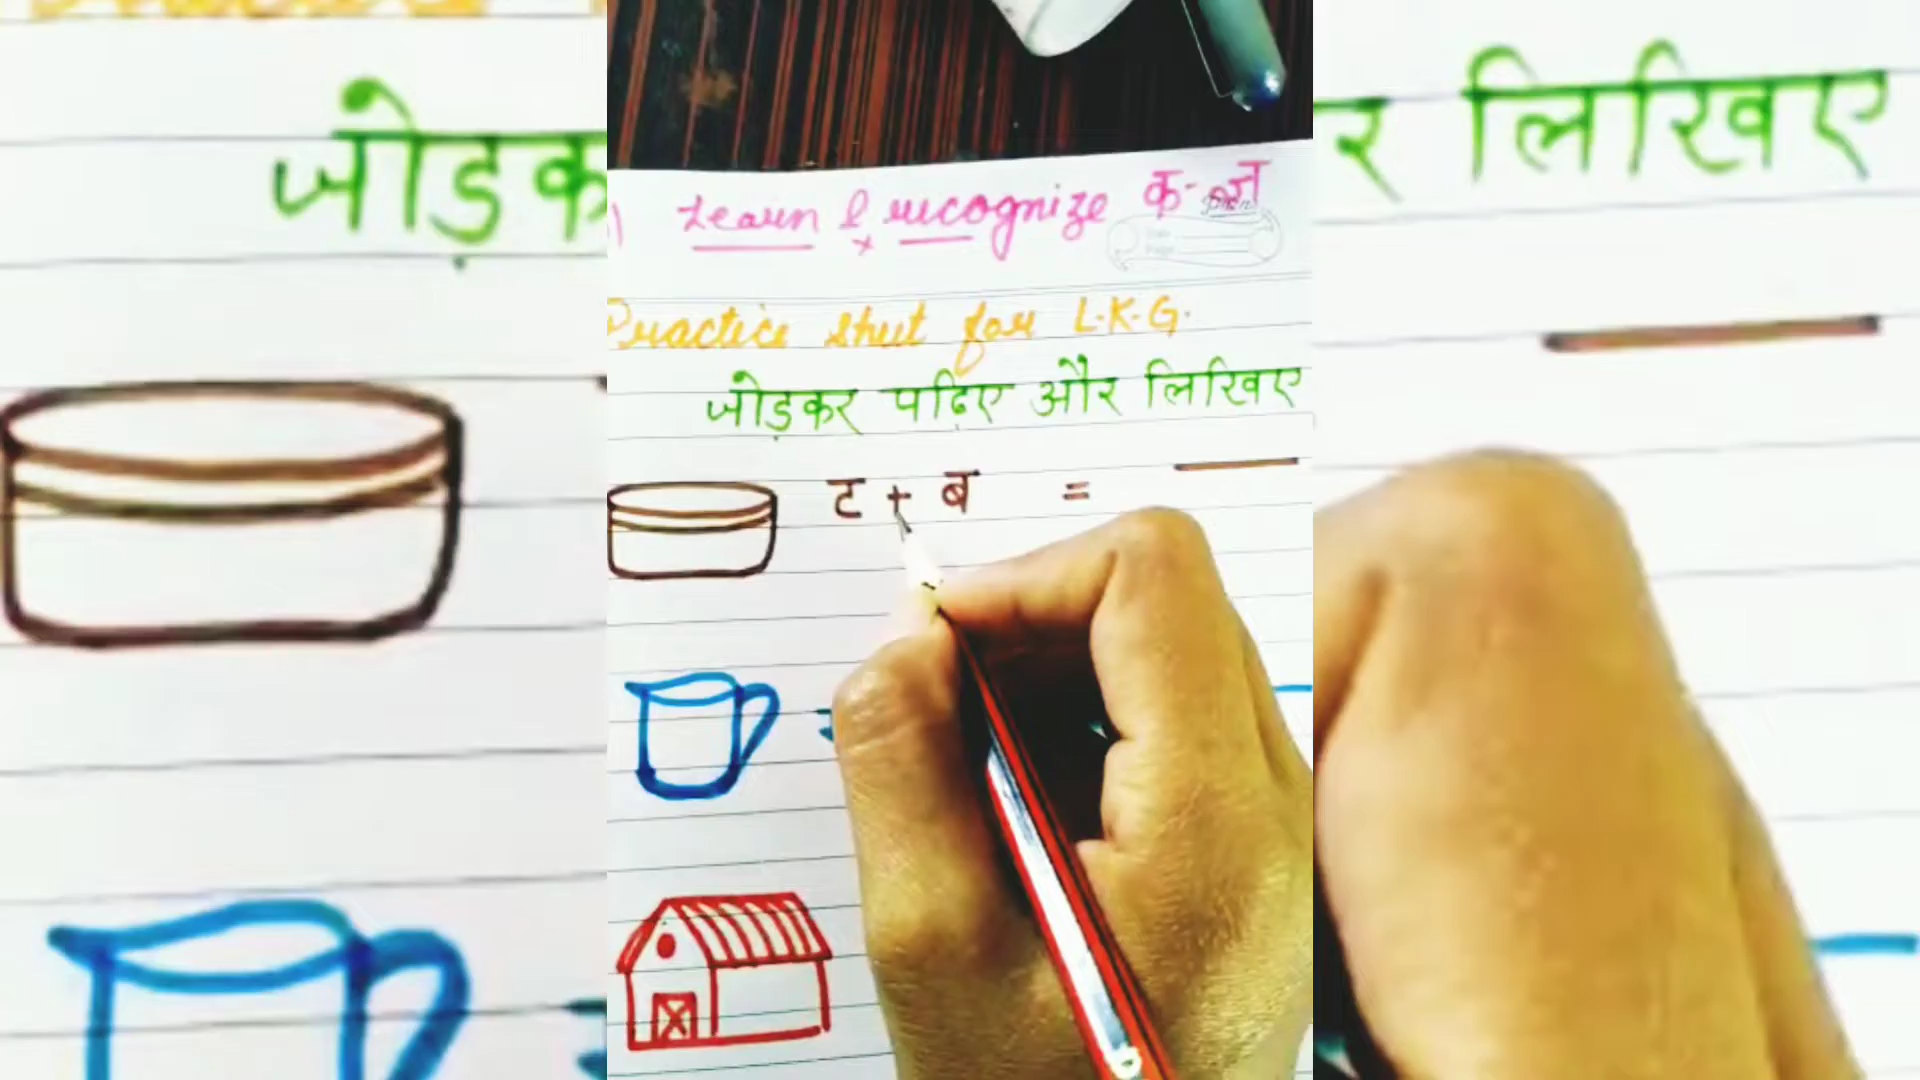 Learn & recognize क-ज्ञ
Practice sheet for L.K.G.
जोड़कर पढ़िए और लिखिए
ट + ब =